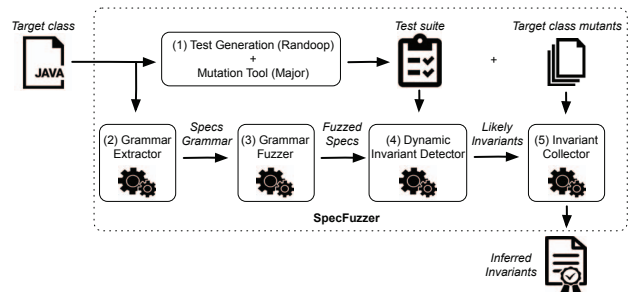 Target class
Test suite
Target class mutants
JAVA
(1) Test Generation (Randoop)
+
Mutation Tool (Major)
+
(2) Grammar
Extractor
Specs
Grammar
(3) Grammar
Fuzzer
Fuzzed
Specs
(4) Dynamic
Invariant Detector
Likely
Invariants
(5) Invariant
Collector
SpecFuzzer
Inferred
Invariants